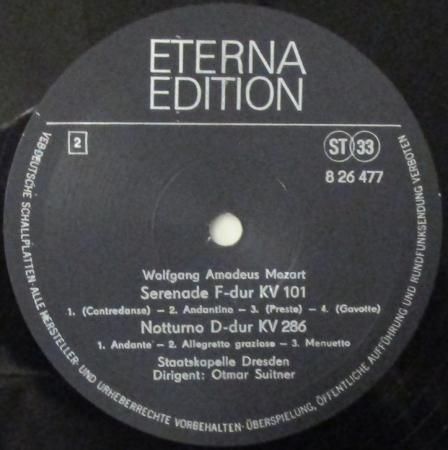 ETERNA
EDITION
2
ST 33
8 26 477
Wolfgang Amadeus Mozart
Serenade F-dur KV 101
1. (Contredanse) - 2. Andantino - 3. (Presto) - 4. (Gavotte)
Notturno D-dur KV 286
1. Andante - 2. Allegretto grazioso - 3. Menuetto
Staatskapelle Dresden
Dirigent: Otmar Suitner
VEB DEUTSCHE SCHALLPLATTEN · ALLE HERSTELLER- UND URHEBERRECHTE VORBEHALTEN · ÜBERSPIELUNG, ÖFFENTLICHE AUFFÜHRUNG UND RUNDFUNKSENDUNG VERBOTEN